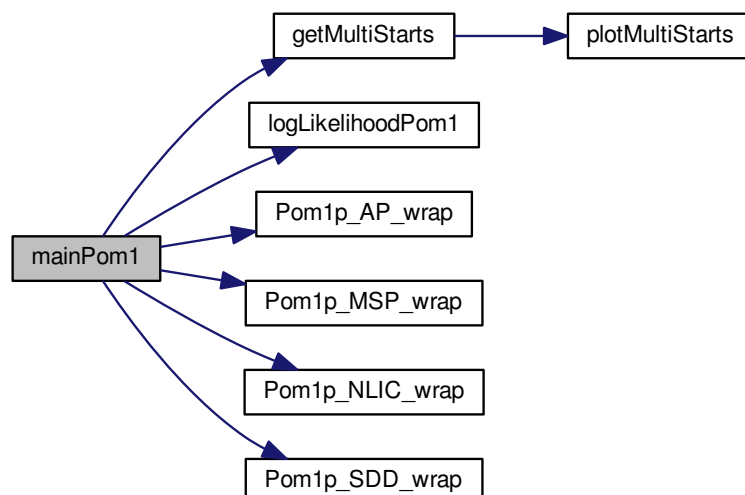 getMultiStarts
plotMultiStarts
logLikelihoodPom1
Pom1p_AP_wrap
mainPom1
Pom1p_MSP_wrap
Pom1p_NLIC_wrap
Pom1p_SDD_wrap